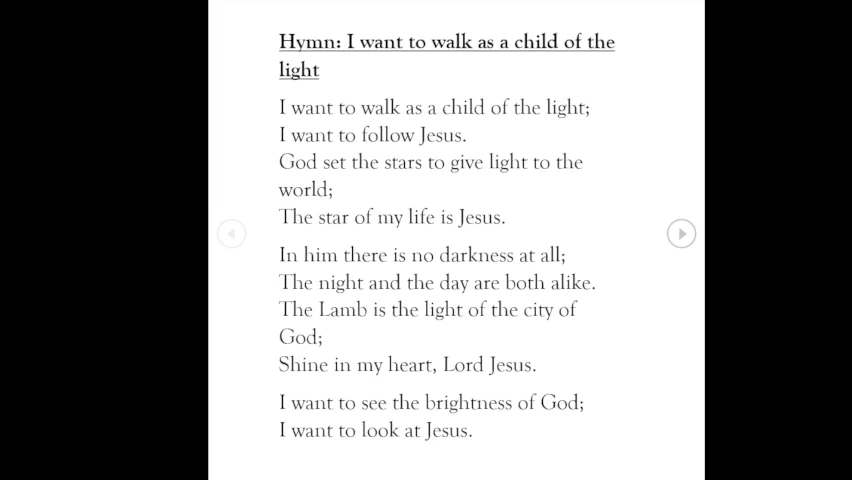 Hymn: I want to walk as a child of the
light
I want to walk as a child of the light;
I want to follow Jesus.
God set the stars to give light to the
world;
The star of my life is Jesus.
In him there is no darkness at all;
The night and the day are both alike.
The Lamb is the light of the city of
God;
Shine in my heart, Lord Jesus.
I want to see the brightness of God;
I want to look at Jesus.